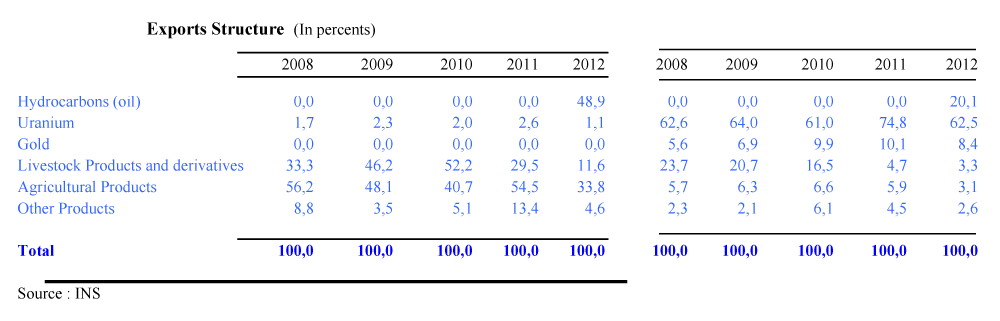 Exports Structure (In percents)
2008 2009 2010 2011 2012 2008 2009 2010 2011 2012
Hydrocarbons (oil) 0,0 0,0 0,0 0,0 48,9 0,0 0,0 0,0 0,0 20,1
Uranium 1,7 2,3 2,0 2,6 1,1 62,6 64,0 61,0 74,8 62,5
Gold 0,0 0,0 0,0 0,0 0,0 5,6 6,9 9,9 10,1 8,4
Livestock Products and derivatives 33,3 46,2 52,2 29,5 11,6 23,7 20,7 16,5 4,7 3,3
Agricultural Products 56,2 48,1 40,7 54,5 33,8 5,7 6,3 6,6 5,9 3,1
Other Products 8,8 3,5 5,1 13,4 4,6 2,3 2,1 6,1 4,5 2,6
Total 100,0 100,0 100,0 100,0 100,0 100,0 100,0 100,0 100,0 100,0
Source : INS